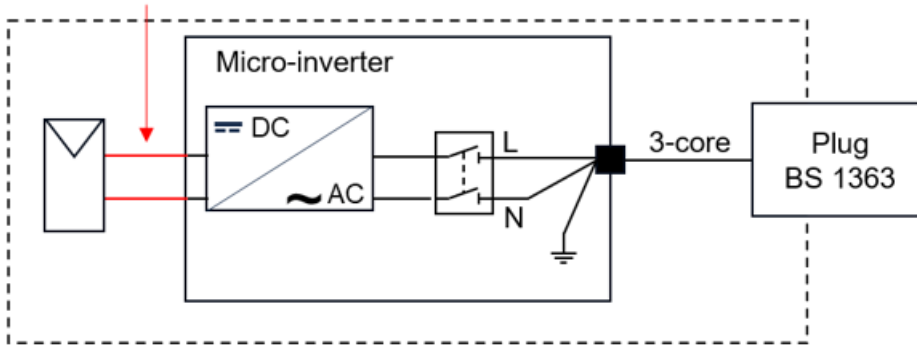 Micro-inverter
DC
AC
L
N
3-core
Plug
BS 1363